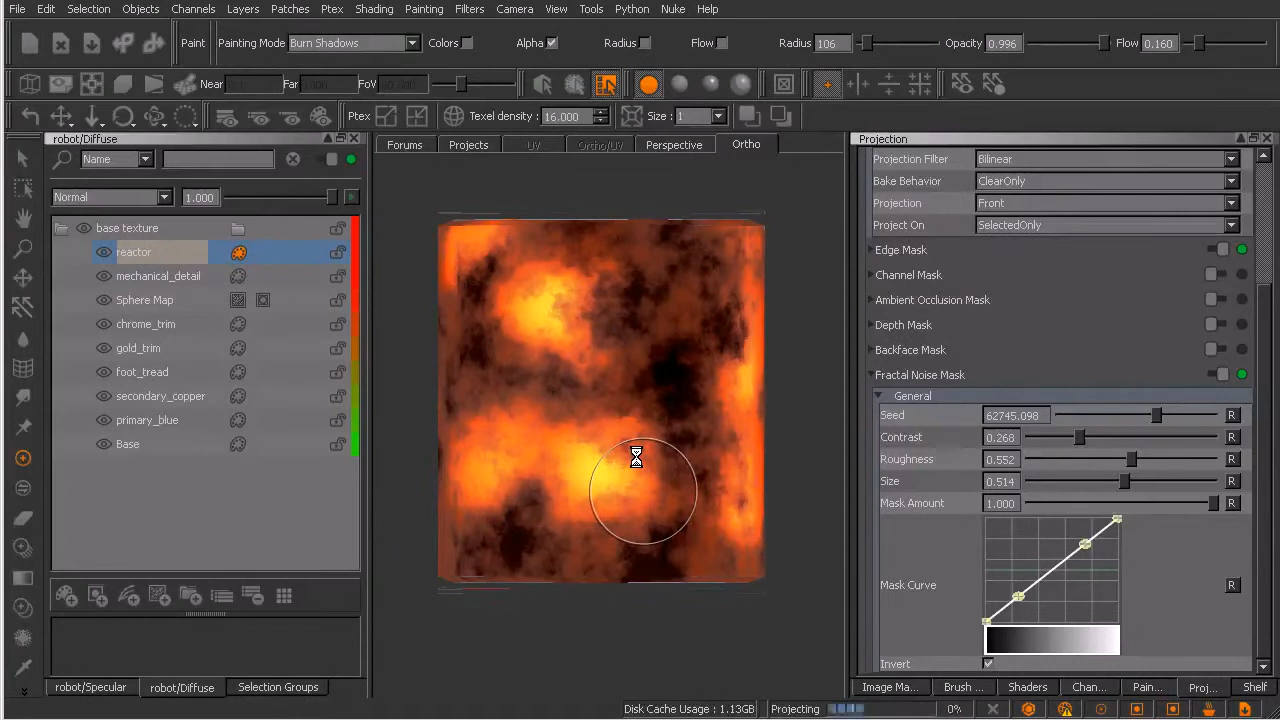 File Edit Selection Objects Channels Layers Patches Ptex Shading Painting Filters Camera View Tools Python Nuke Help
Paint Painting Mode Burn Shadows Colors Alpha Radius Flow Radius 106 Opacity 0.996 Flow 0.160
Near Far FoV
Ptex Texel density 16.000 Size : 1
robot/Diffuse
Name
Normal 1.000
base texture
reactor
mechanical_detail
Sphere Map
chrome_trim
gold_trim
foot_tread
secondary_copper
primary_blue
Base
robot/Specular robot/Diffuse Selection Groups
Forums Projects UV Ortho/UV Perspective Ortho
Projection
Projection Filter Bilinear
Bake Behavior ClearOnly
Projection Front
Project On SelectedOnly
Edge Mask
Channel Mask
Ambient Occlusion Mask
Depth Mask
Backface Mask
Fractal Noise Mask
General
Seed 62745.098 R
Contrast 0.268 R
Roughness 0.552 R
Size 0.514 R
Mask Amount 1.000 R
Mask Curve R
Invert
Image Ma... Brush ... Shaders Chan... Pain... Proj... Shelf
Disk Cache Usage : 1.13GB Projecting 0%